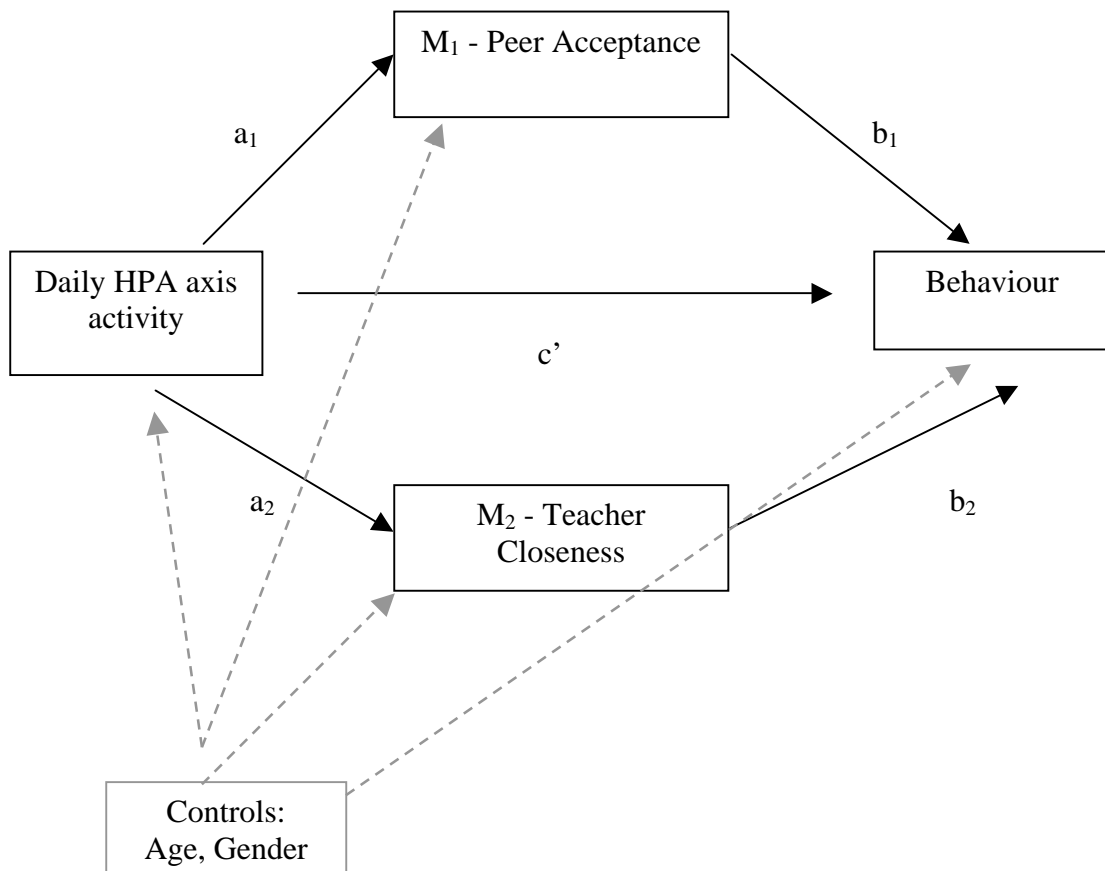 M₁ - Peer Acceptance
a₁
b₁
Daily HPA axis
activity
Behaviour
c’
a₂
M₂ - Teacher
Closeness
b₂
Controls:
Age, Gender